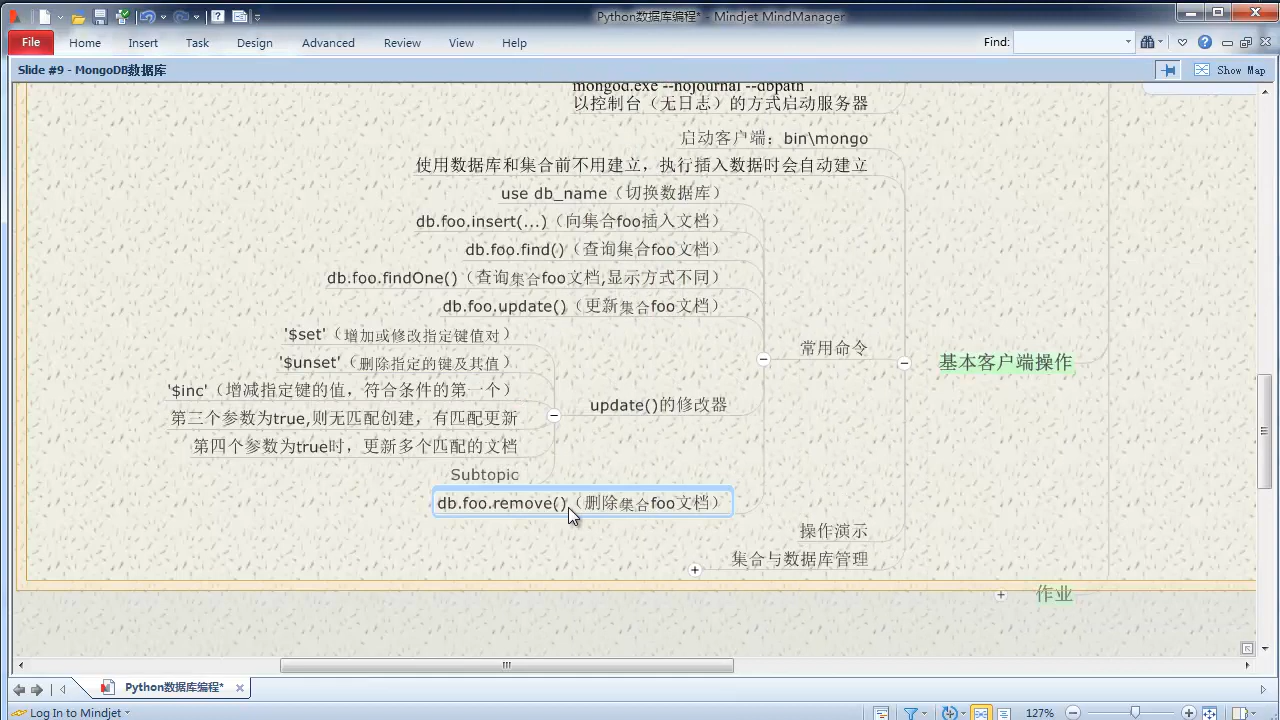 Python数据库编程* - Mindjet MindManager
File Home Insert Task Design Advanced Review View Help Find:
Slide #9 - MongoDB数据库 Show Map
mongod.exe --nojournal --dbpath .
以控制台（无日志）的方式启动服务器
启动客户端：bin\mongo
使用数据库和集合前不用建立，执行插入数据时会自动建立
use db_name（切换数据库）
db.foo.insert(...)（向集合foo插入文档）
db.foo.find()（查询集合foo文档）
db.foo.findOne()（查询集合foo文档,显示方式不同）
db.foo.update()（更新集合foo文档）
'$set'（增加或修改指定键值对）
常用命令
'$unset'（删除指定的键及其值）
基本客户端操作
'$inc'（增减指定键的值，符合条件的第一个）
update()的修改器
第三个参数为true,则无匹配创建，有匹配更新
第四个参数为true时，更新多个匹配的文档
Subtopic
db.foo.remove()（删除集合foo文档）
操作演示
集合与数据库管理
作业
Python数据库编程*
Log In to Mindjet 127%